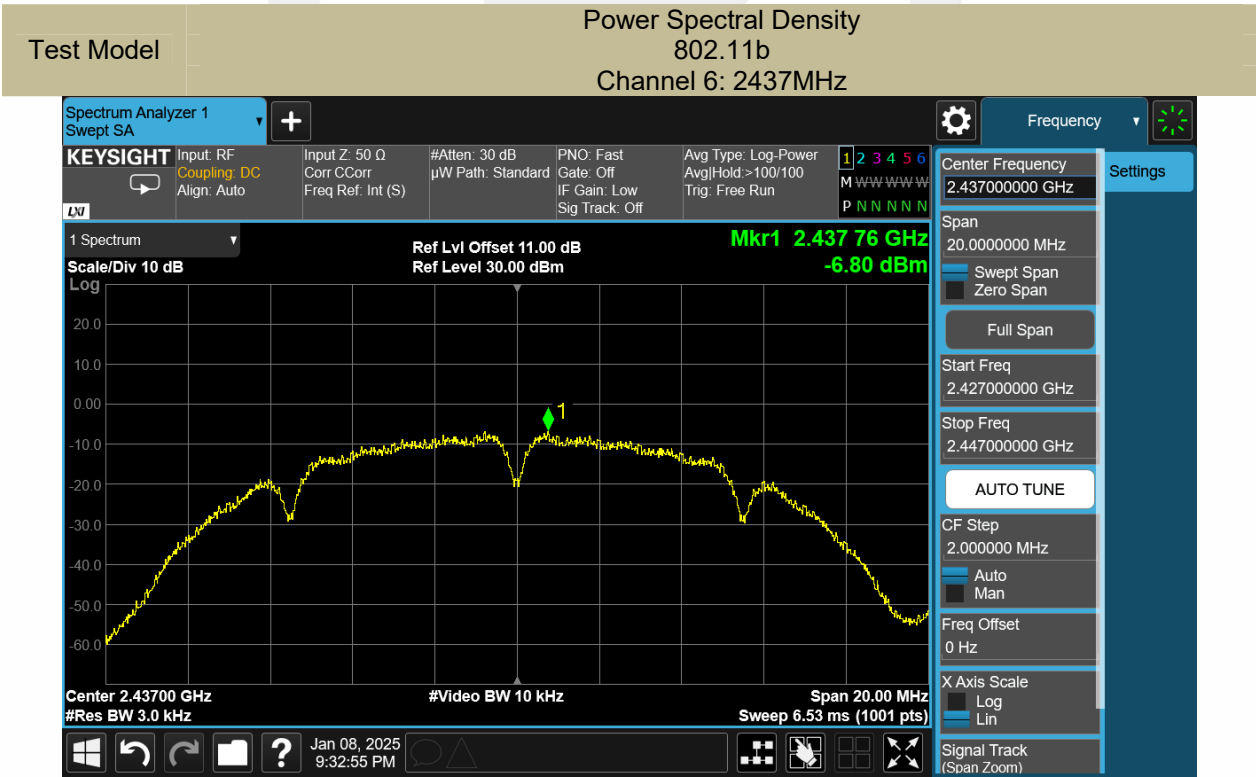 Test Model
Power Spectral Density
802.11b
Channel 6: 2437MHz
Spectrum Analyzer 1
Swept SA
Frequency
KEYSIGHT
LXI
Input: RF
Coupling: DC
Align: Auto
Input Z: 50 Ω
Corr CCorr
Freq Ref: Int (S)
#Atten: 30 dB
µW Path: Standard
PNO: Fast
Gate: Off
IF Gain: Low
Sig Track: Off
Avg Type: Log-Power
Avg|Hold:>100/100
Trig: Free Run
1 2 3 4 5 6
M W W W W W
P N N N N N
1 Spectrum
Scale/Div 10 dB
Log
Ref Lvl Offset 11.00 dB
Ref Level 30.00 dBm
Mkr1 2.437 76 GHz
-6.80 dBm
20.0
10.0
0.00
-10.0
-20.0
-30.0
-40.0
-50.0
-60.0
1
Center 2.43700 GHz
#Res BW 3.0 kHz
#Video BW 10 kHz
Span 20.00 MHz
Sweep 6.53 ms (1001 pts)
?
Jan 08, 2025
9:32:55 PM
Center Frequency
2.437000000 GHz
Span
20.0000000 MHz
Swept Span
Zero Span
Full Span
Start Freq
2.427000000 GHz
Stop Freq
2.447000000 GHz
AUTO TUNE
CF Step
2.000000 MHz
Auto
Man
Freq Offset
0 Hz
X Axis Scale
Log
Lin
Signal Track
(Span Zoom)
Settings